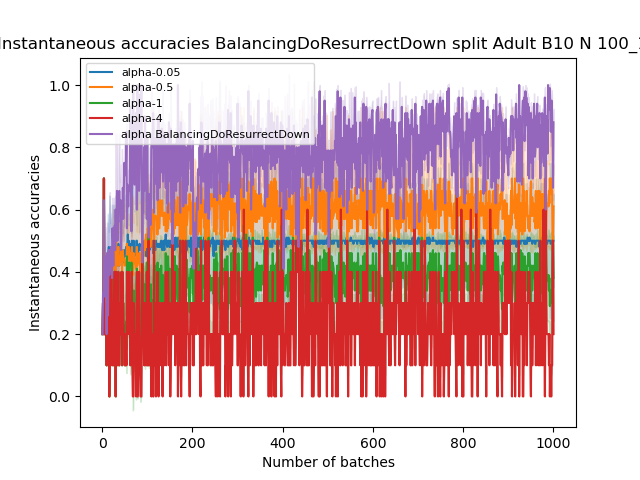 Instantaneous accuracies BalancingDoResurrectDown split Adult B10 N 100_
alpha-0.05
alpha-0.5
alpha-1
alpha-4
alpha BalancingDoResurrectDown
Instantaneous accuracies
1.0
0.8
0.6
0.4
0.2
0.0
0 200 400 600 800 1000
Number of batches